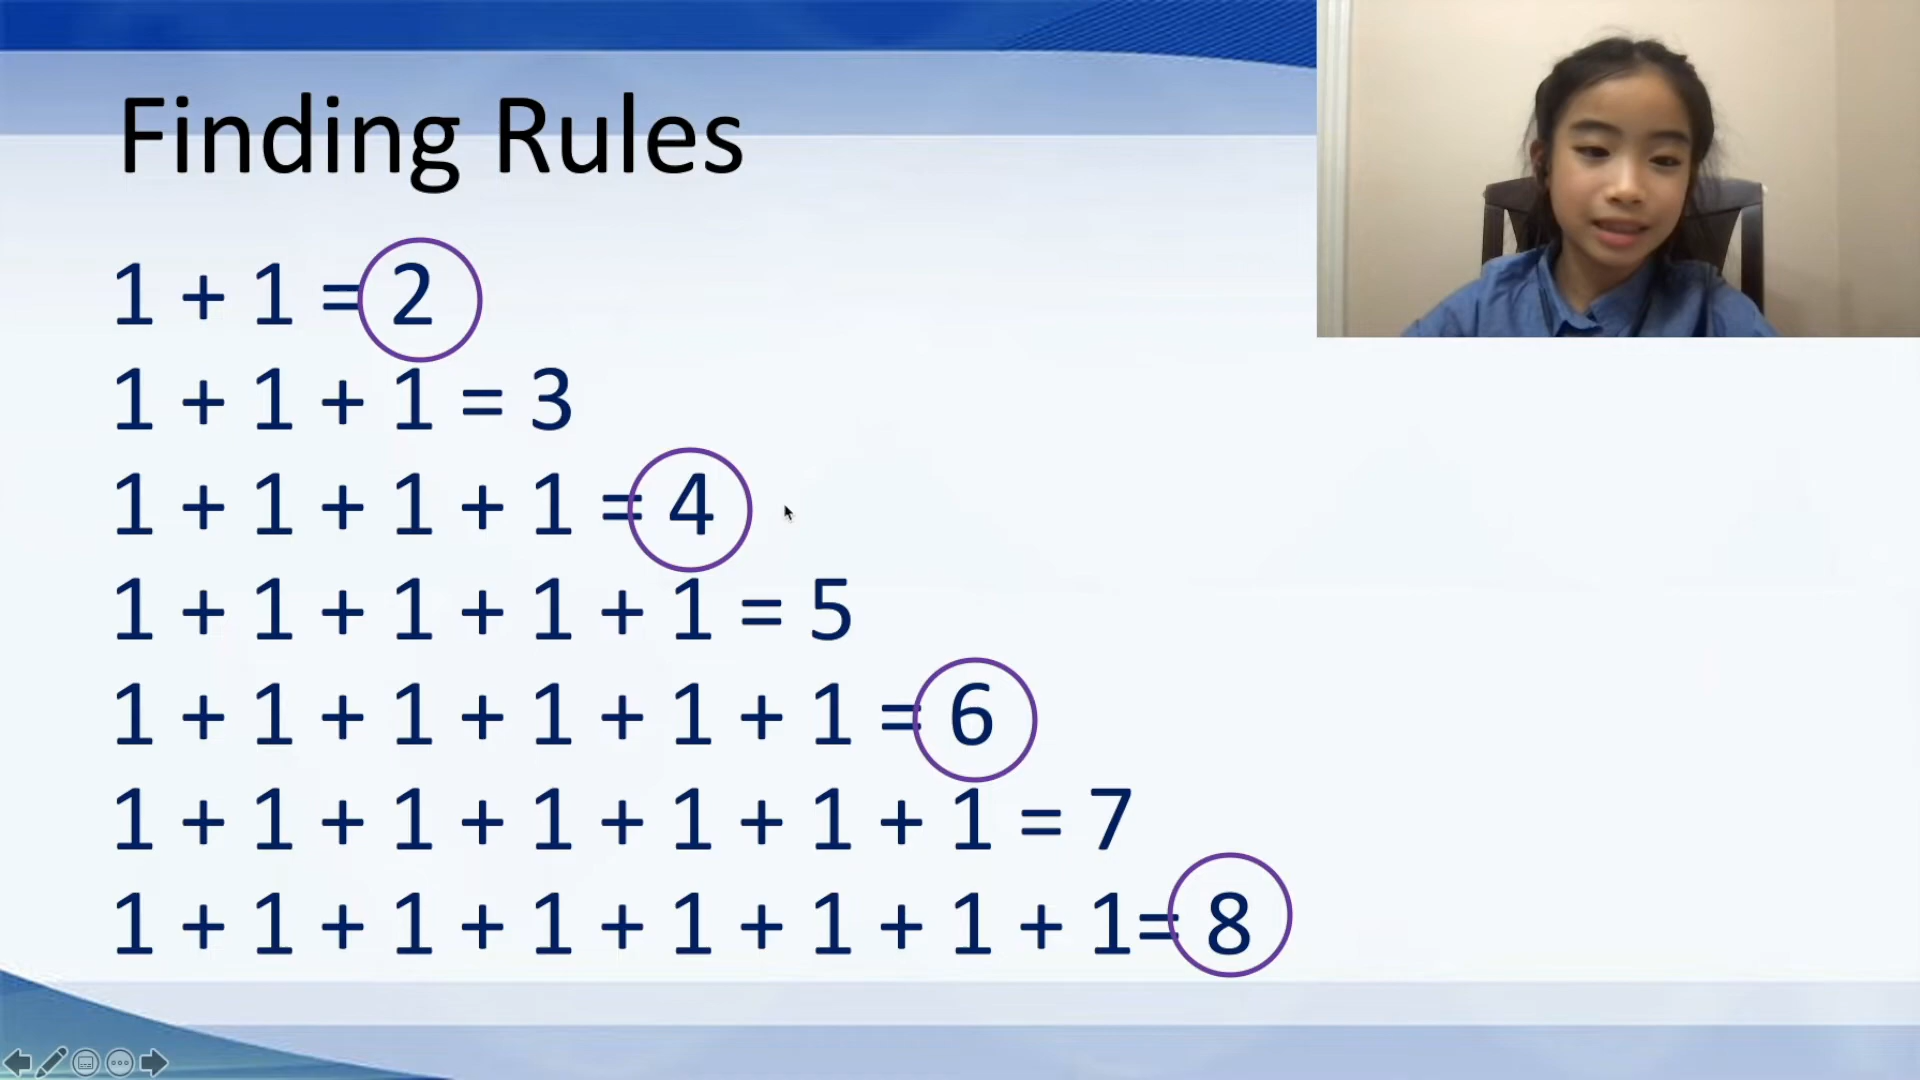 Finding Rules
1 + 1 = 2
1 + 1 + 1 = 3
1 + 1 + 1 + 1 = 4
1 + 1 + 1 + 1 + 1 = 5
1 + 1 + 1 + 1 + 1 + 1 = 6
1 + 1 + 1 + 1 + 1 + 1 + 1 = 7
1 + 1 + 1 + 1 + 1 + 1 + 1 + 1= 8